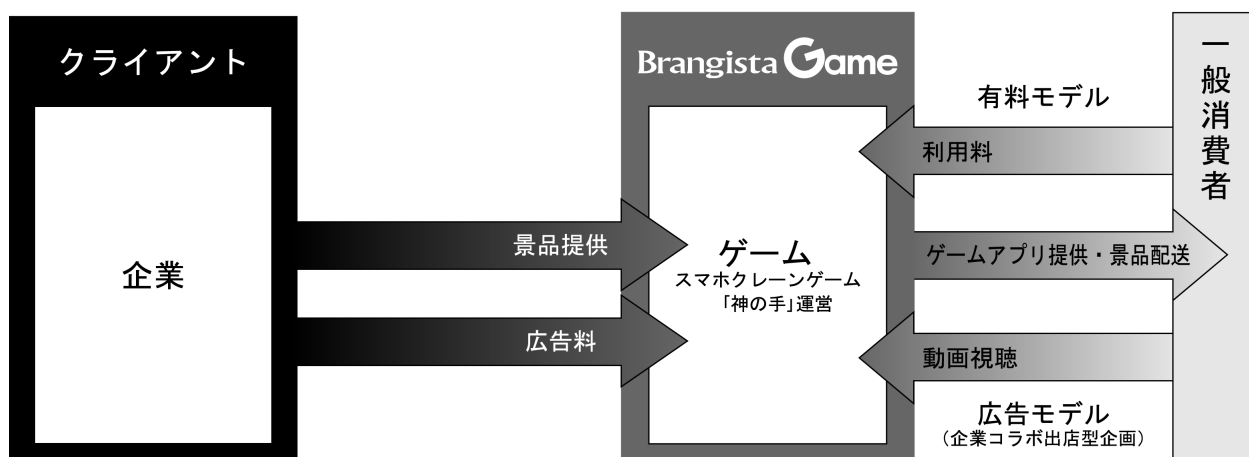 クライアント
企業
景品提供
広告料
Brangista Game
ゲーム
スマホクレーンゲーム
「神の手」運営
有料モデル
利用料
ゲームアプリ提供・景品配送
動画視聴
広告モデル
(企業コラボ出店型企画)
一般消費者